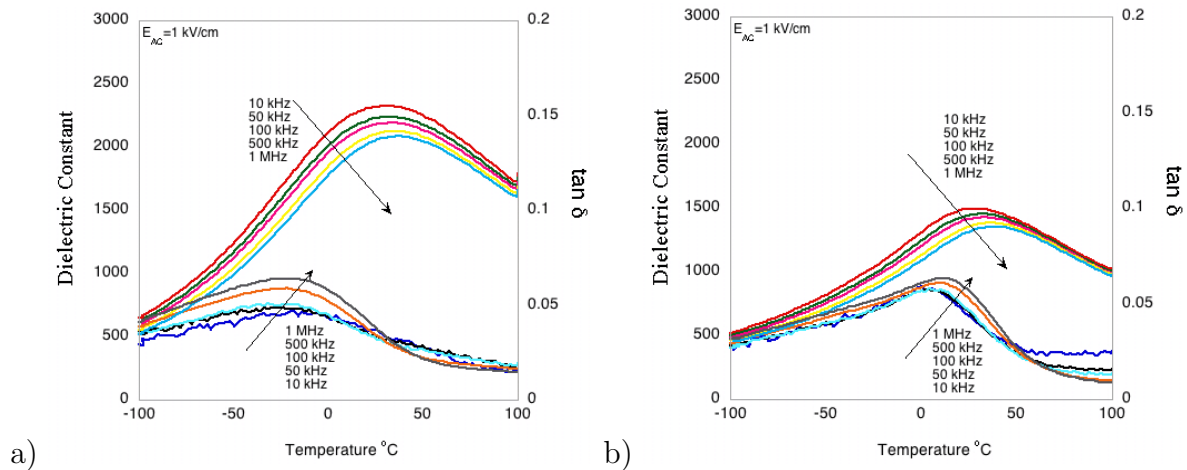 3000
0.2
E_AC=1 kV/cm
2500
0.15
10 kHz
50 kHz
100 kHz
500 kHz
1 MHz
2000
1500
0.1
1000
0.05
1 MHz
500 kHz
100 kHz
50 kHz
10 kHz
500
0
0
-100
-50
0
50
100
Dielectric Constant
tan δ
Temperature °C
a)
3000
0.2
E_AC=1 kV/cm
2500
0.15
10 kHz
50 kHz
100 kHz
500 kHz
1 MHz
2000
1500
0.1
1000
0.05
1 MHz
500 kHz
100 kHz
50 kHz
10 kHz
500
0
0
-100
-50
0
50
100
Dielectric Constant
tan δ
Temperature °C
b)